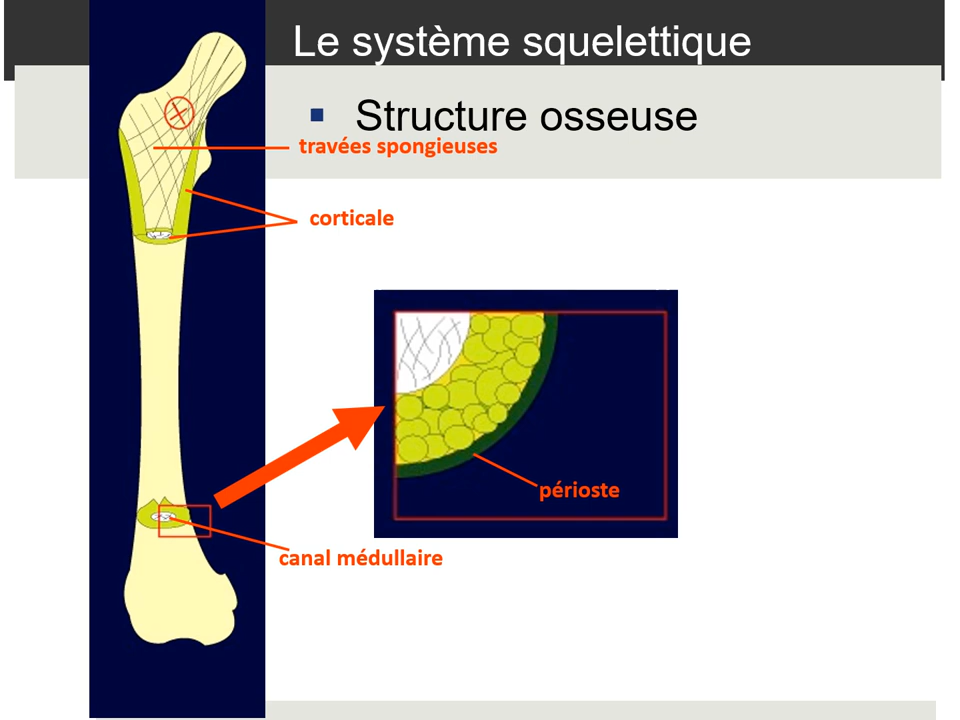 Le système squelettique
▪ Structure osseuse
travées spongieuses
corticale
périoste
canal médullaire